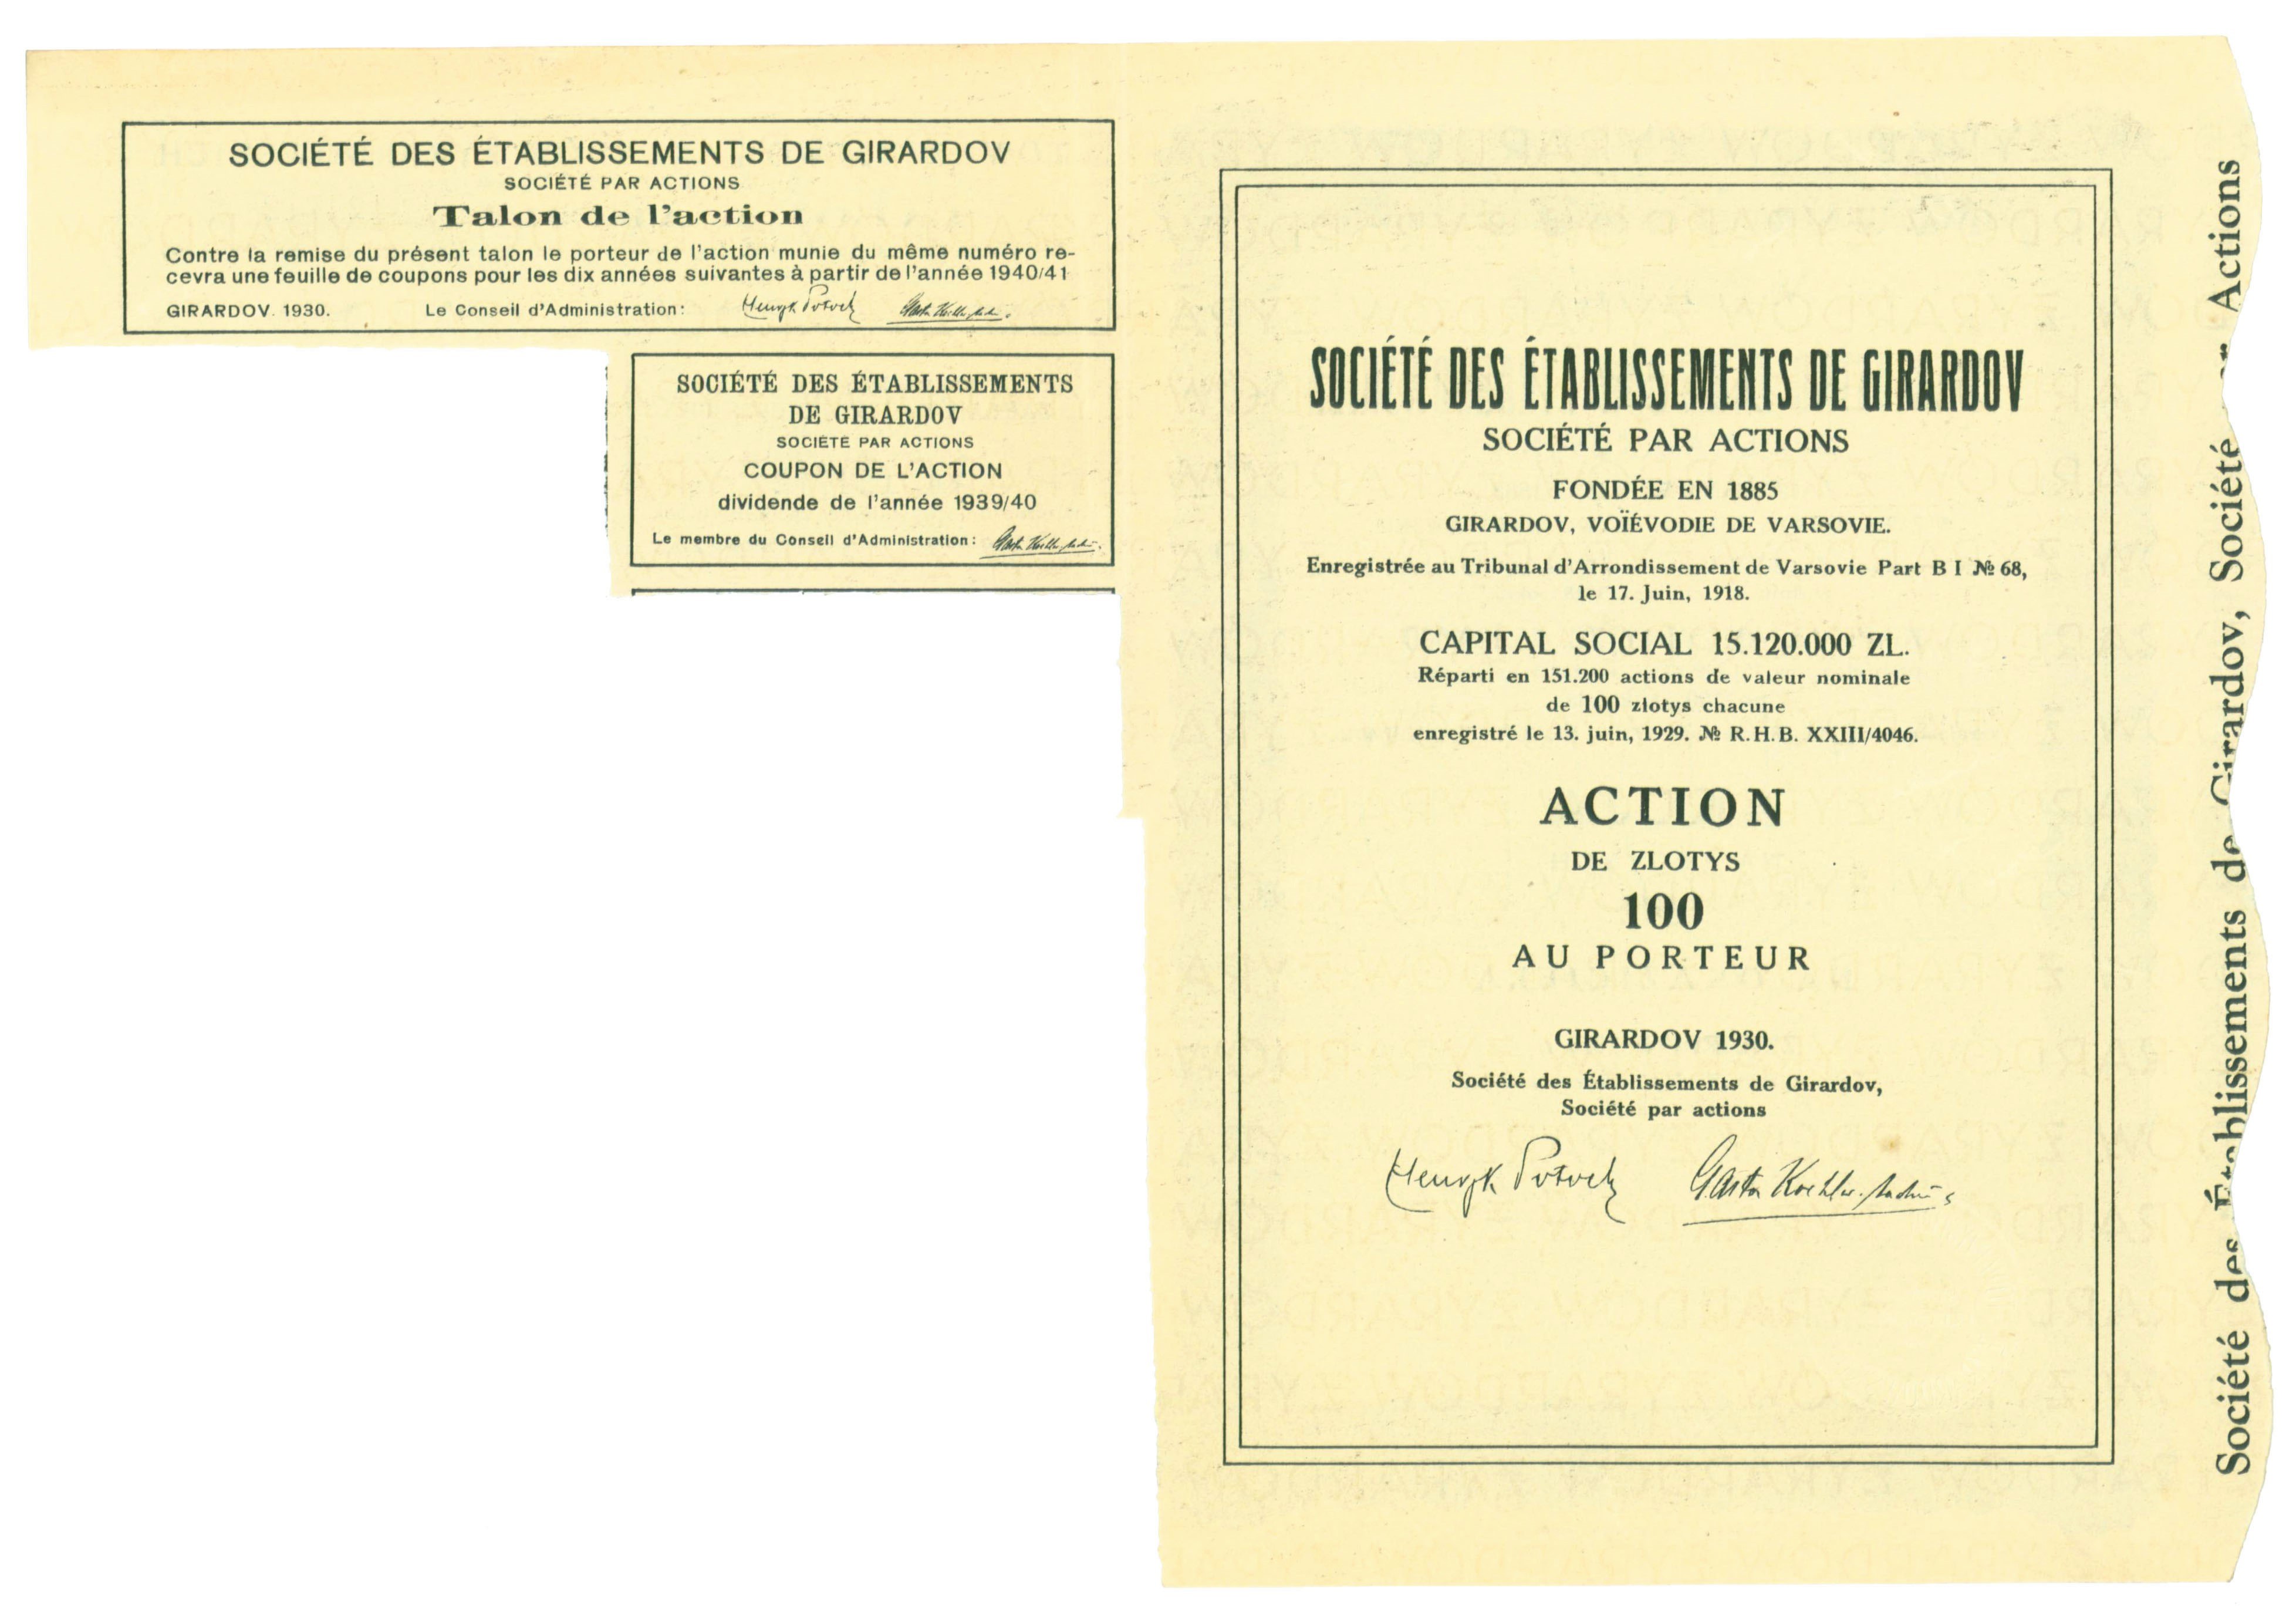 SOCIÉTÉ DES ÉTABLISSEMENTS DE GIRARDOV
SOCIÉTÉ PAR ACTIONS
Talon de l'action
Contre la remise du présent talon le porteur de l'action munie du même numéro re-
cevra une feuille de coupons pour les dix années suivantes à partir de l'année 1940/41
GIRARDOV. 1930. Le Conseil d'Administration:
SOCIÉTÉ DES ÉTABLISSEMENTS
DE GIRARDOV
SOCIÉTÉ PAR ACTIONS
COUPON DE L'ACTION
dividende de l'année 1939/40
Le membre du Conseil d'Administration:
SOCIÉTÉ DES ÉTABLISSEMENTS DE GIRARDOV
SOCIÉTÉ PAR ACTIONS
FONDÉE EN 1885
GIRARDOV, VOÏÉVODIE DE VARSOVIE.
Enregistrée au Tribunal d'Arrondissement de Varsovie Part B I № 68,
le 17. Juin, 1918.
CAPITAL SOCIAL 15.120.000 ZL.
Réparti en 151.200 actions de valeur nominale
de 100 zlotys chacune
enregistré le 13. juin, 1929. № R.H.B. XXIII/4046.
ACTION
DE ZLOTYS
100
AU PORTEUR
GIRARDOV 1930.
Société des Établissements de Girardov,
Société par actions
Henryk
Société des Établissements de Girardov, Société Actions